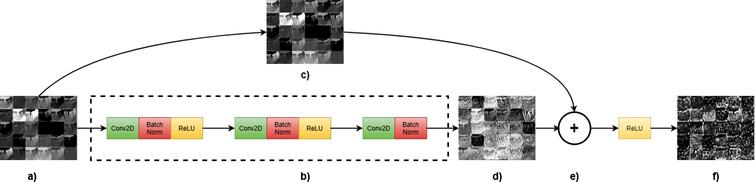 c)
Conv2D Batch Norm ReLU Conv2D Batch Norm ReLU Conv2D Batch Norm + ReLU
a) b) d) e) f)